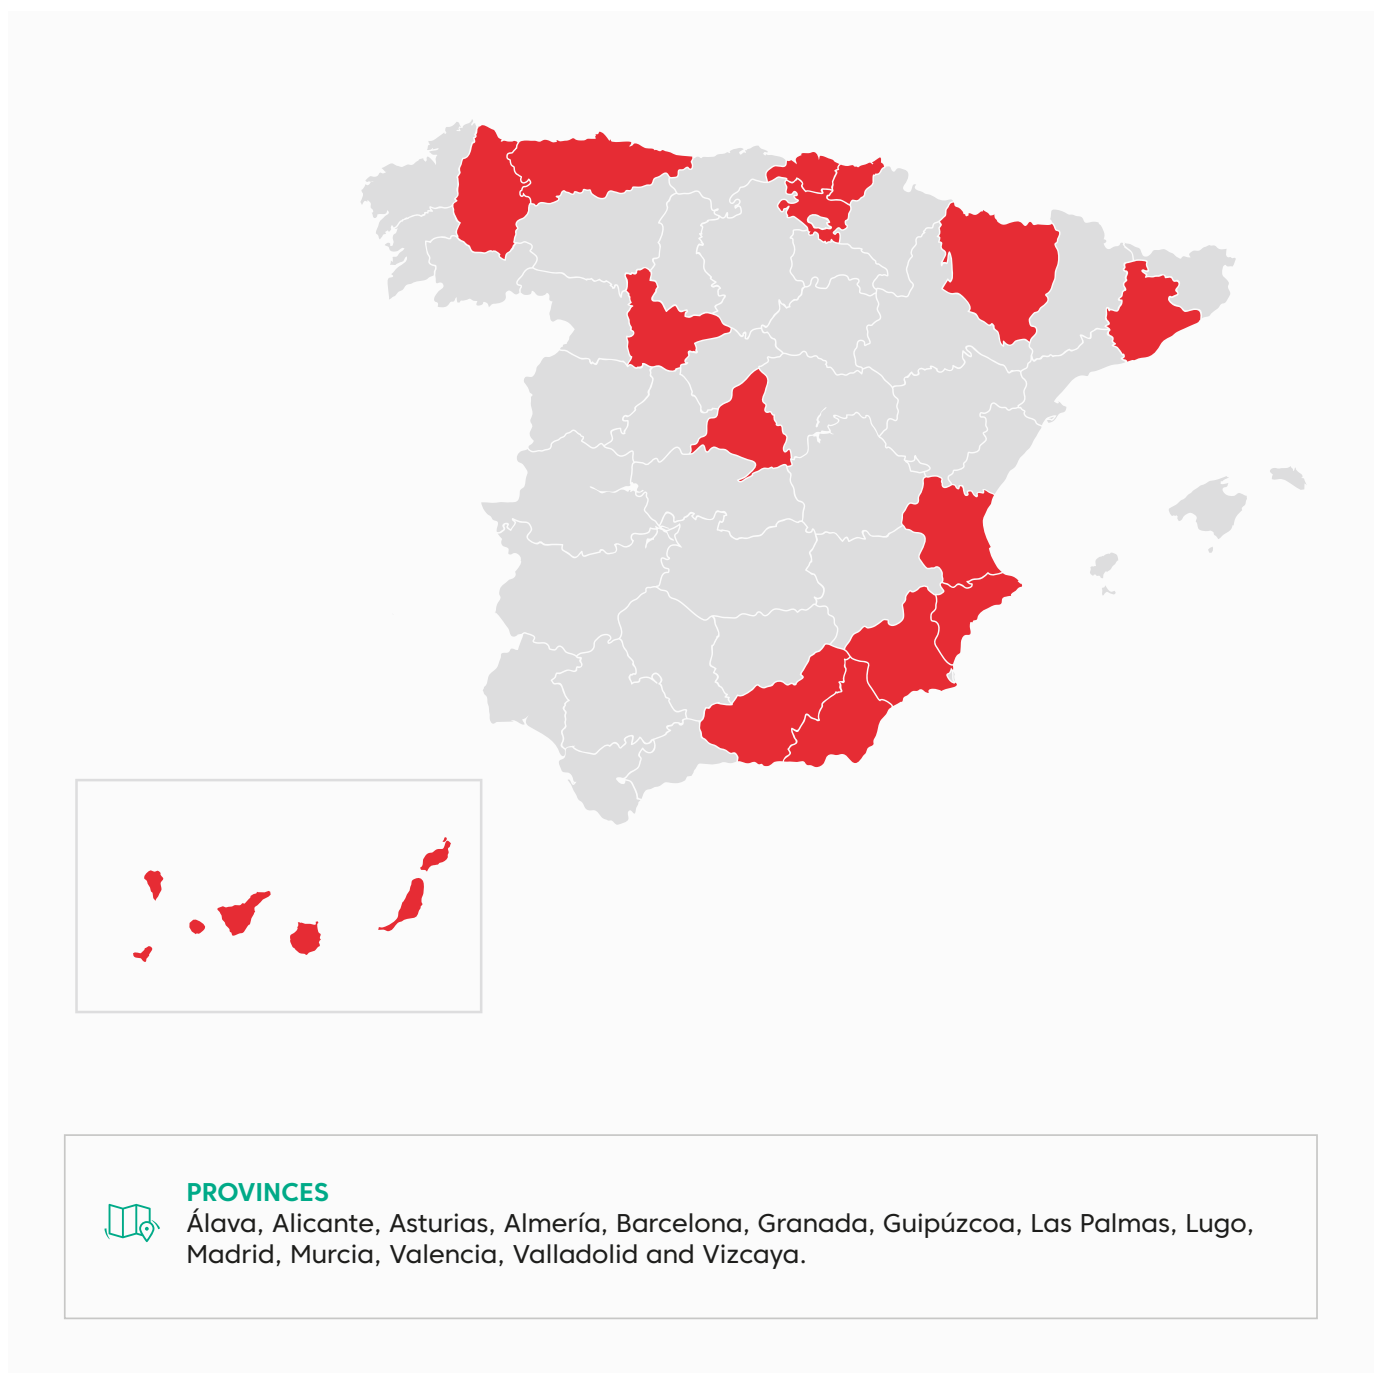 PROVINCES
Álava, Alicante, Asturias, Almería, Barcelona, Granada, Guipúzcoa, Las Palmas, Lugo,
Madrid, Murcia, Valencia, Valladolid and Vizcaya.